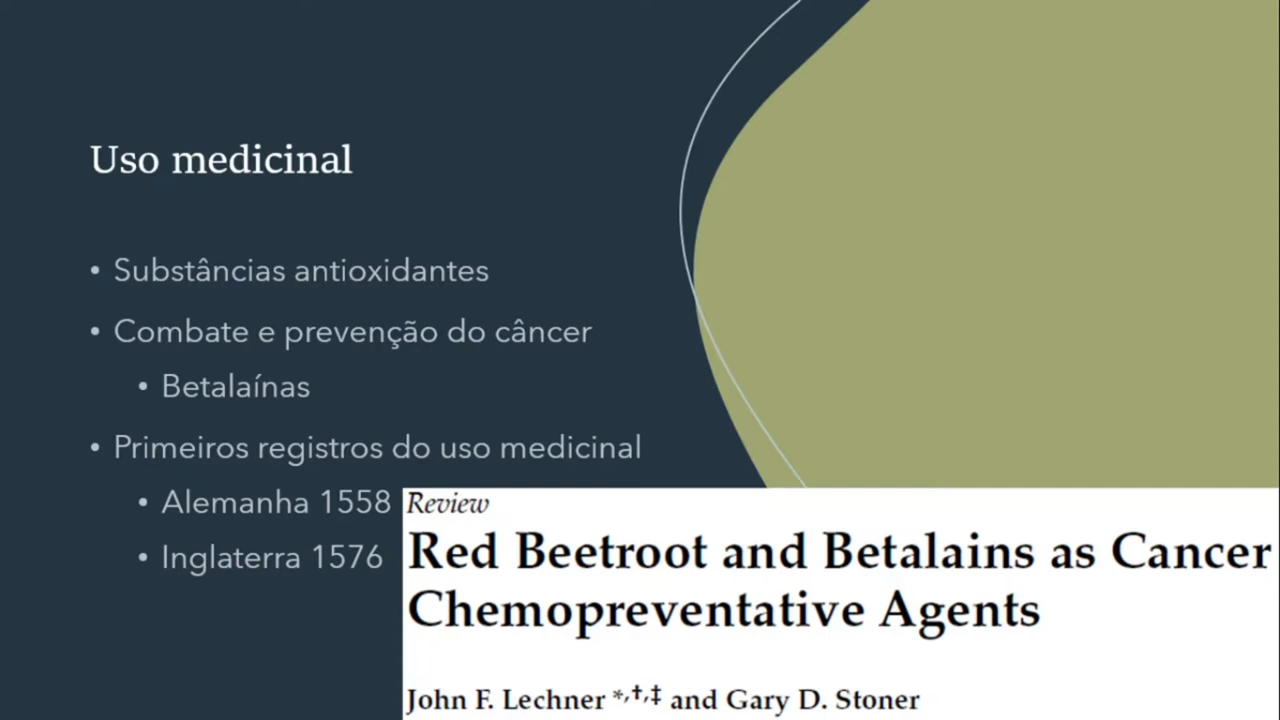 Uso medicinal
• Substâncias antioxidantes
• Combate e prevenção do câncer
• Betalaínas
• Primeiros registros do uso medicinal
• Alemanha 1558
• Inglaterra 1576
Review
Red Beetroot and Betalains as Cancer
Chemopreventative Agents
John F. Lechner *,†,‡ and Gary D. Stoner